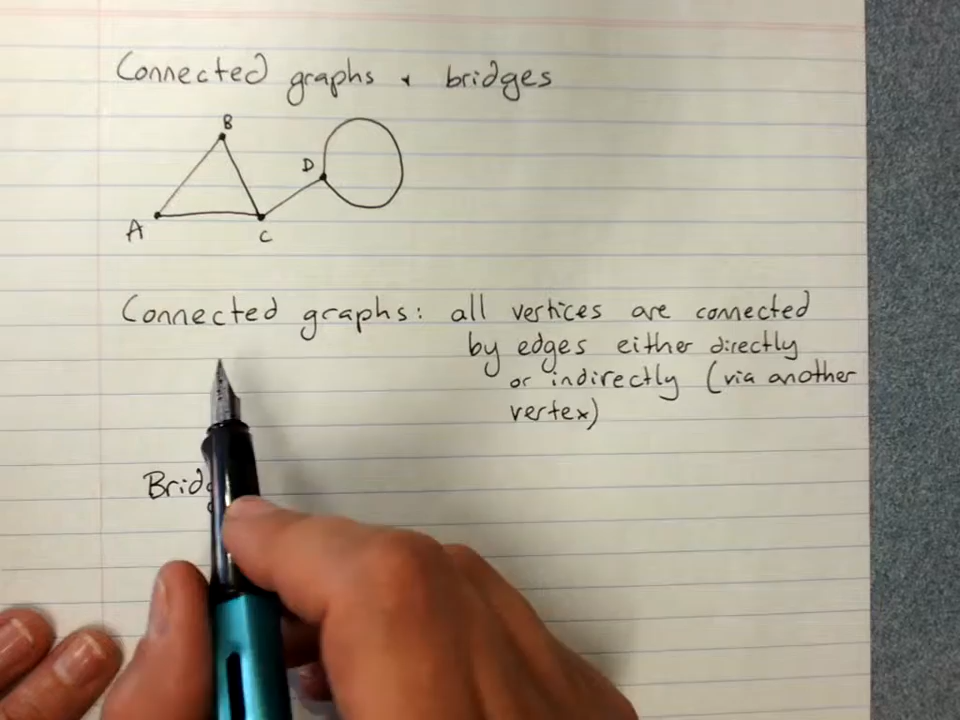 Connected graphs + bridges
B
D
A
C
Connected graphs: all vertices are connected
by edges either directly
or indirectly (via another
vertex)